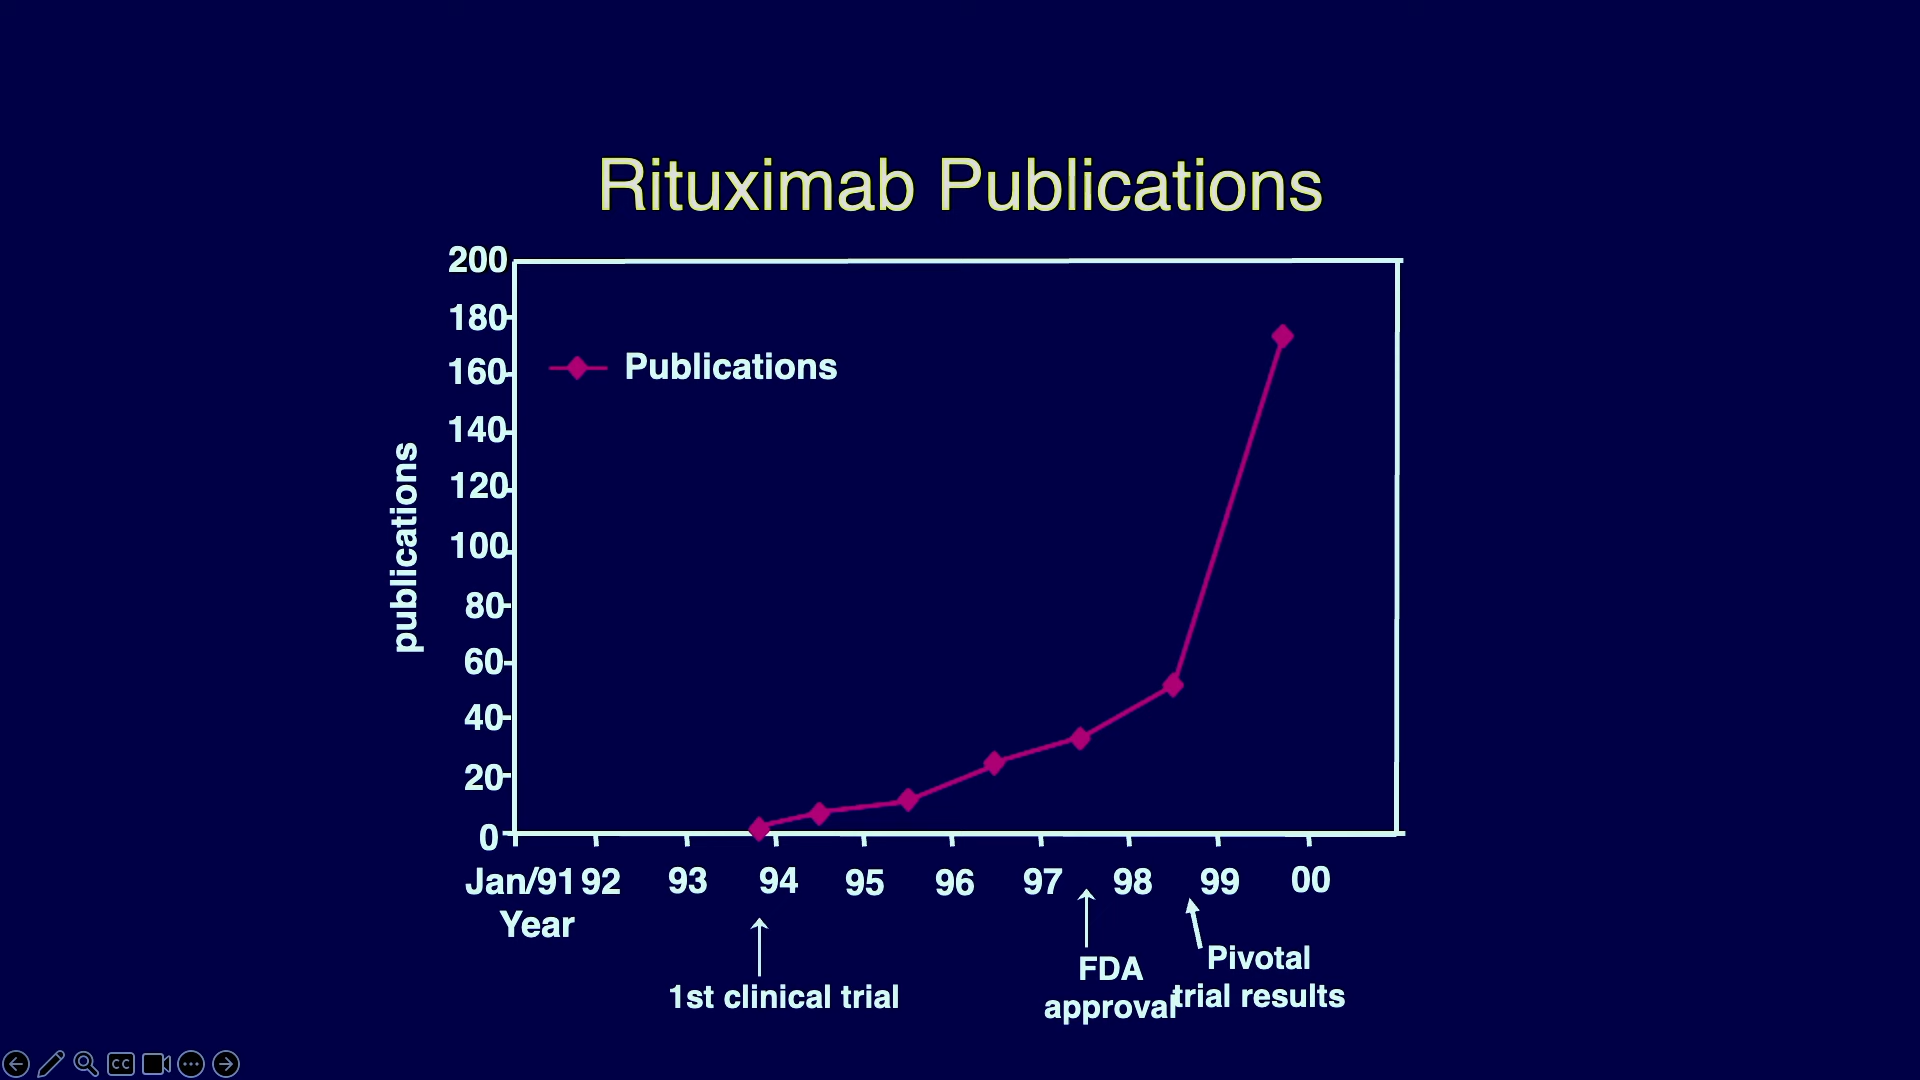 Rituximab Publications
200
180
160
140
120
100
80
60
40
20
0
publications
Publications
Jan/91 92 93 94 95 96 97 98 99 00
Year
1st clinical trial
FDA
approval
Pivotal
trial results
CC